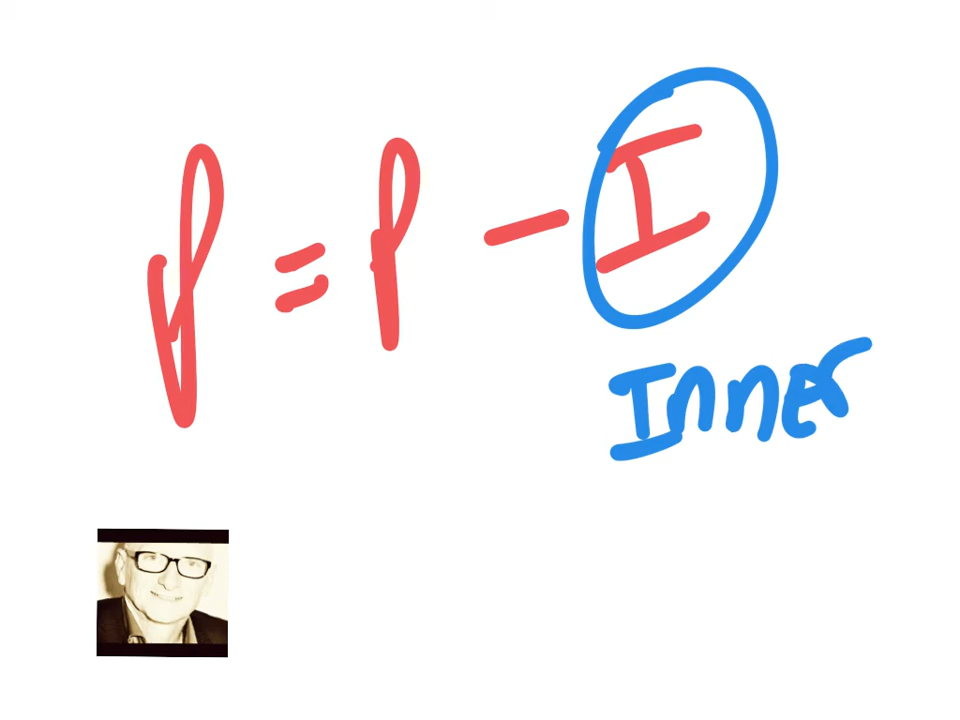 P = P - I
Inner